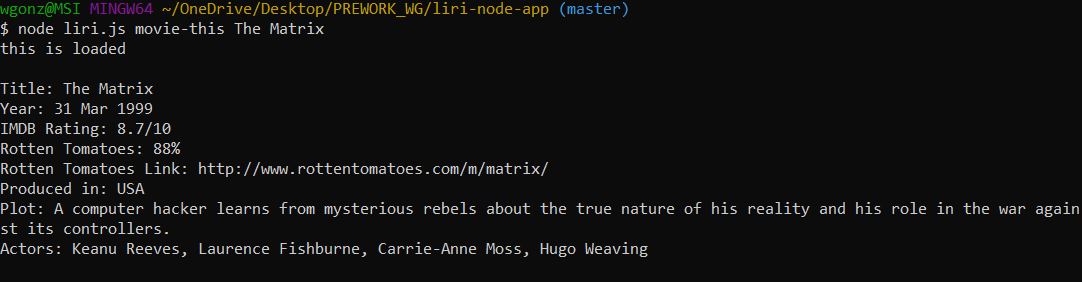 wgonz@MSI MINGW64 ~/OneDrive/Desktop/PREWORK_WG/liri-node-app (master)
$ node liri.js movie-this The Matrix
this is loaded
Title: The Matrix
Year: 31 Mar 1999
IMDB Rating: 8.7/10
Rotten Tomatoes: 88%
Rotten Tomatoes Link: http://www.rottentomatoes.com/m/matrix/
Produced in: USA
Plot: A computer hacker learns from mysterious rebels about the true nature of his reality and his role in the war again
st its controllers.
Actors: Keanu Reeves, Laurence Fishburne, Carrie-Anne Moss, Hugo Weaving